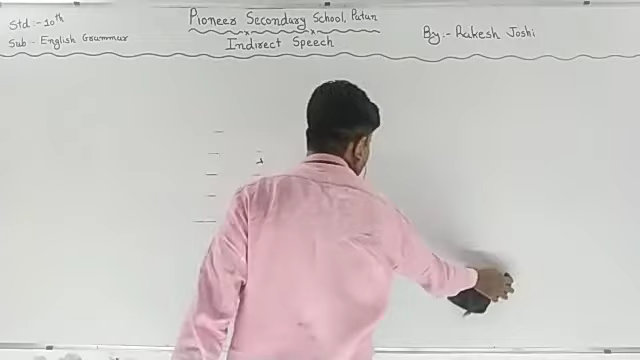 Std - 10th
Pioneer Secondary School, Patan
Sub:- English Grammar
Indirect Speech
By:- Rakesh Joshi